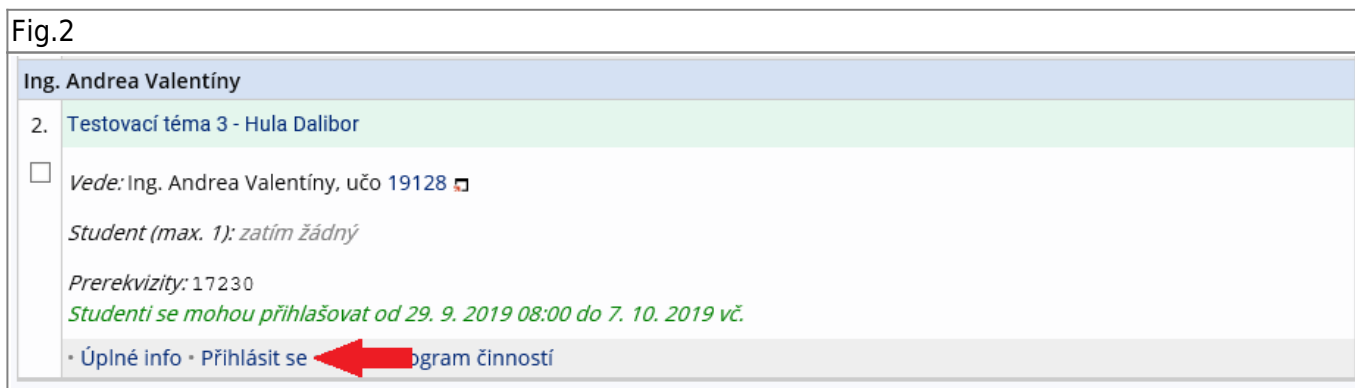 Fig.2
Ing. Andrea Valentíny
2. Testovací téma 3 - Hula Dalibor
Vede: Ing. Andrea Valentíny, učo 19128
Student (max. 1): zatím žádný
Prerekvizity: 17230
Studenti se mohou přihlašovat od 29. 9. 2019 08:00 do 7. 10. 2019 vč.
• Úplné info • Přihlásit se ogram činností